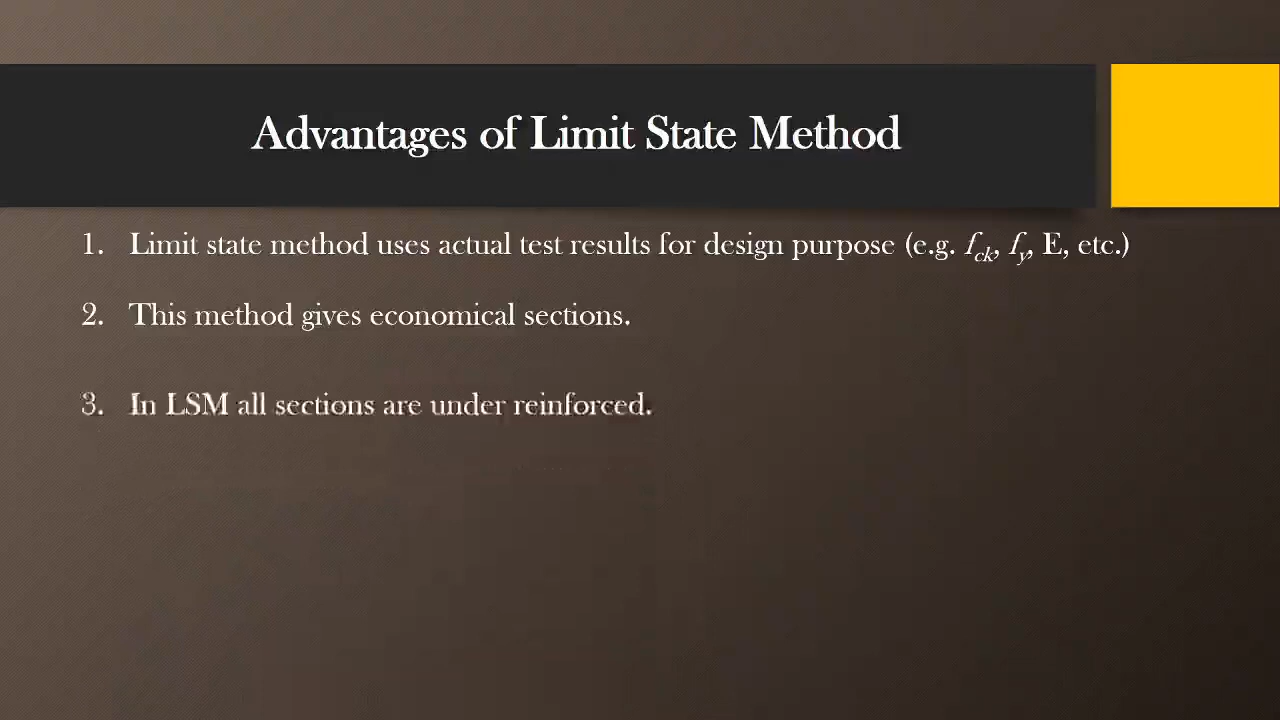 Advantages of Limit State Method
1. Limit state method uses actual test results for design purpose (e.g. fck, fy, E, etc.)
2. This method gives economical sections.
3. In LSM all sections are under reinforced.